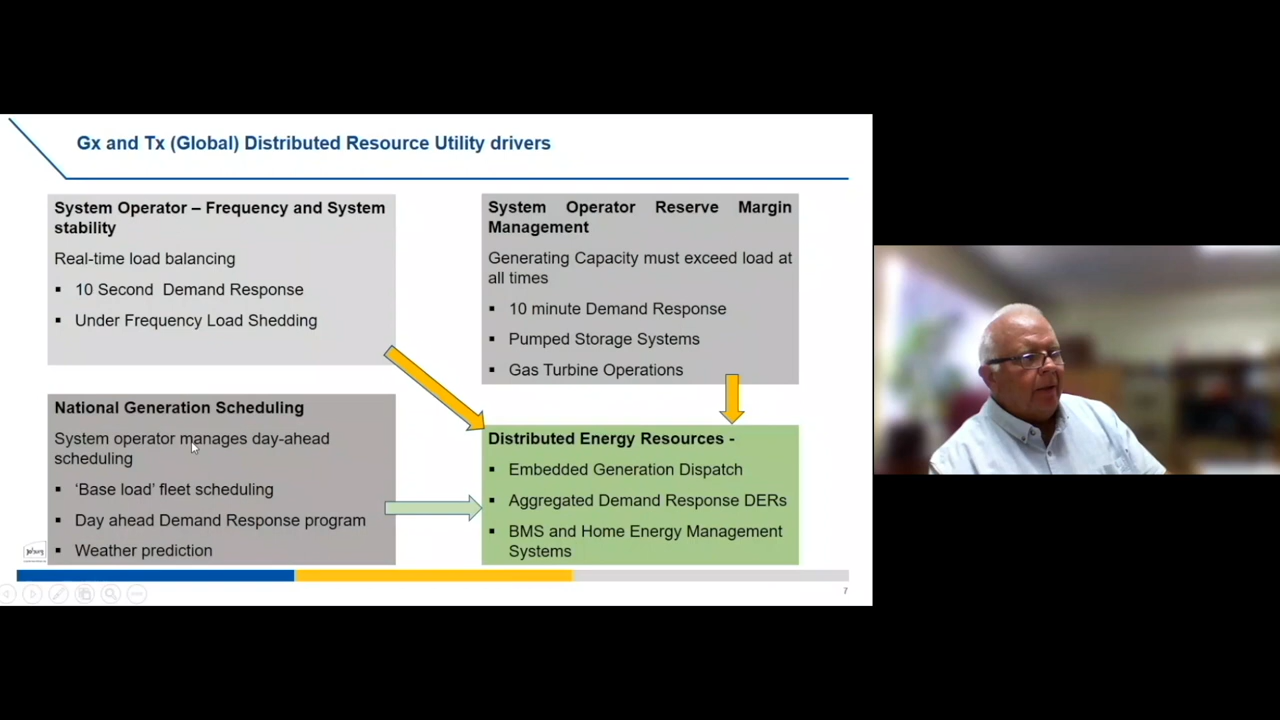 Gx and Tx (Global) Distributed Resource Utility drivers
System Operator – Frequency and System
stability
Real-time load balancing
▪ 10 Second Demand Response
▪ Under Frequency Load Shedding
System Operator Reserve Margin
Management
Generating Capacity must exceed load at
all times
▪ 10 minute Demand Response
▪ Pumped Storage Systems
▪ Gas Turbine Operations
National Generation Scheduling
System operator manages day-ahead
scheduling
▪ ‘Base load’ fleet scheduling
▪ Day ahead Demand Response program
▪ Weather prediction
Distributed Energy Resources -
▪ Embedded Generation Dispatch
▪ Aggregated Demand Response DERs
▪ BMS and Home Energy Management
Systems
7